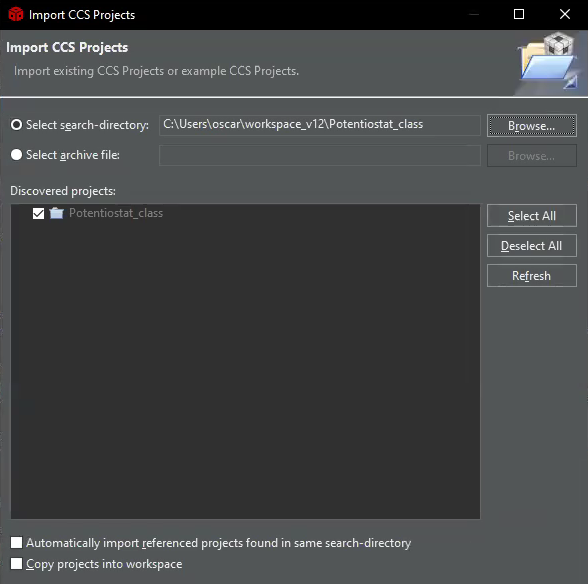 Import CCS Projects
Import CCS Projects
Import existing CCS Projects or example CCS Projects.
Select search-directory: C:\Users\oscar\workspace_v12\Potentiostat_class Browse...
Select archive file: Browse...
Discovered projects:
Potentiostat_class
Select All
Deselect All
Refresh
Automatically import referenced projects found in same search-directory
Copy projects into workspace